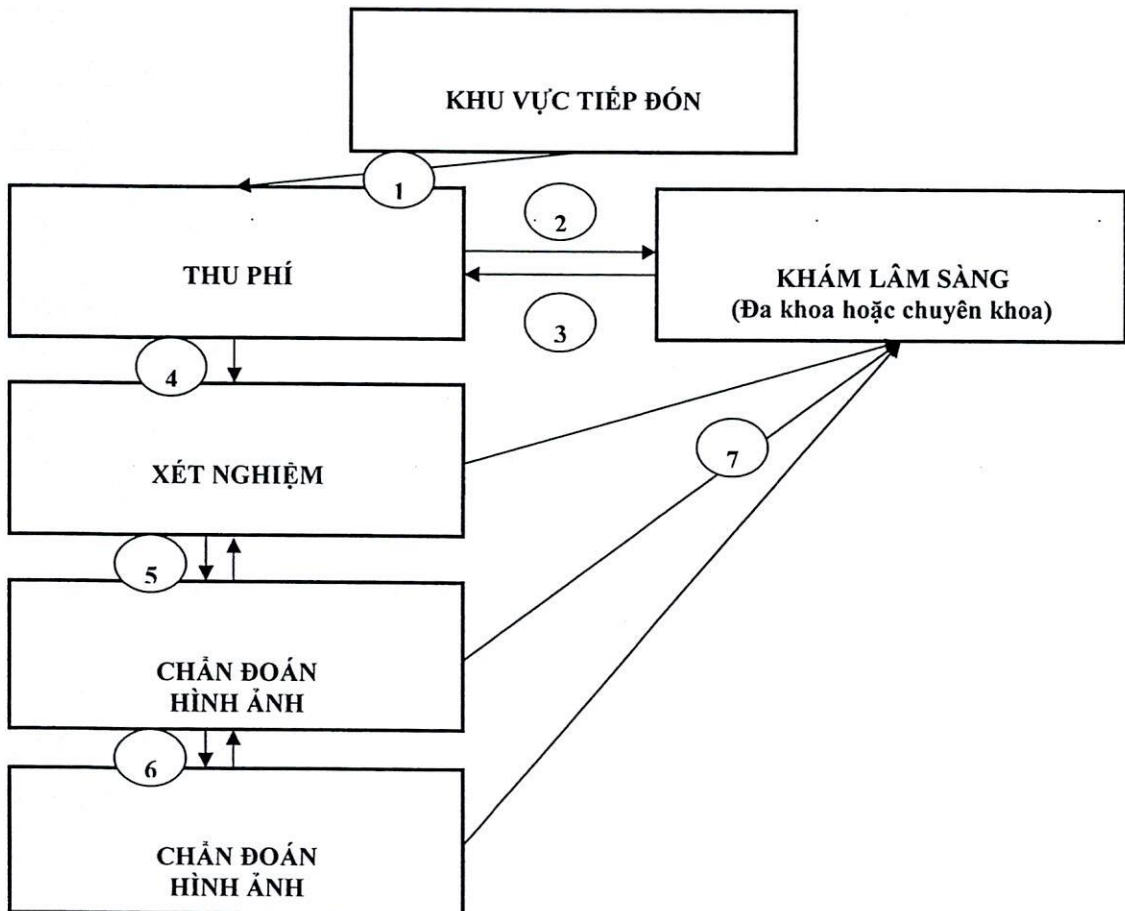 KHU VỰC TIẾP ĐÓN
1
2
THU PHÍ
KHÁM LÂM SÀNG
(Đa khoa hoặc chuyên khoa)
3
4
XÉT NGHIỆM
7
5
CHẨN ĐOÁN
HÌNH ẢNH
6
CHẨN ĐOÁN
HÌNH ẢNH